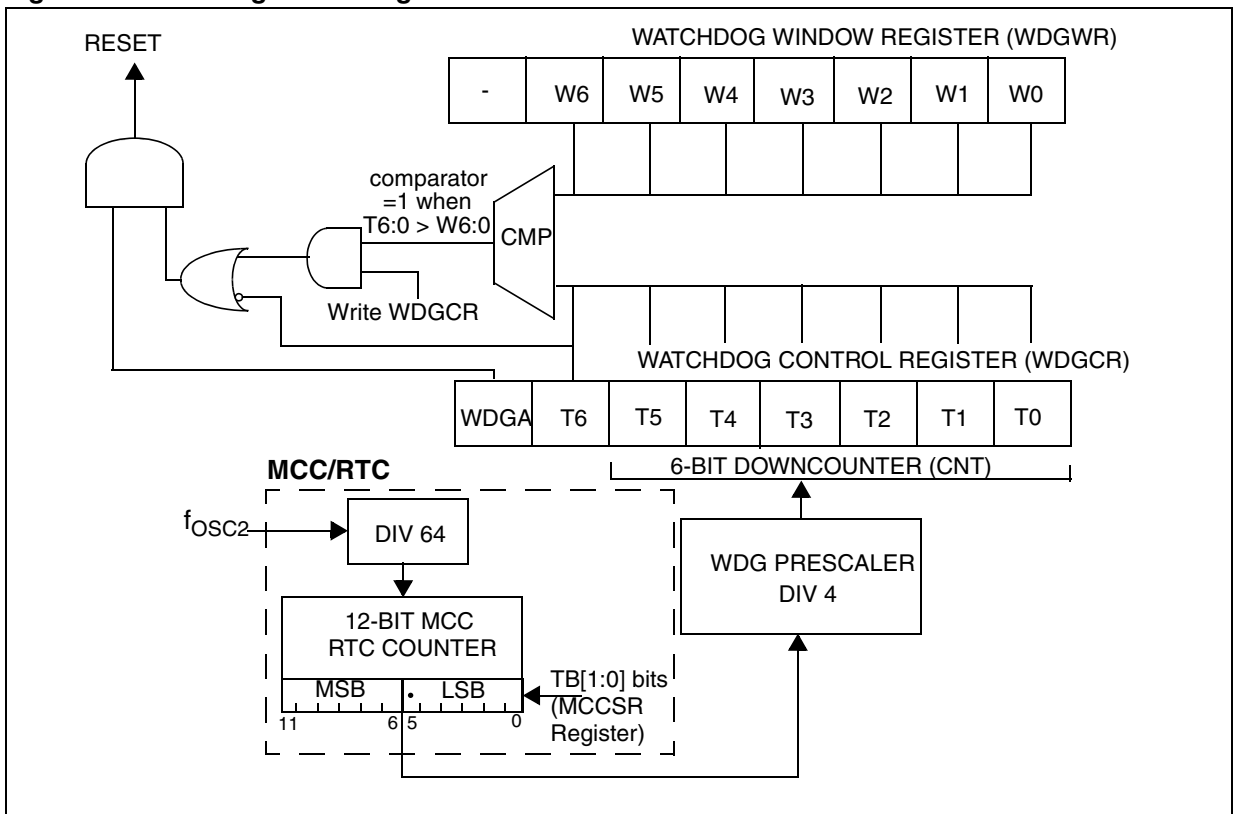 RESET
WATCHDOG WINDOW REGISTER (WDGWR)
- W6 W5 W4 W3 W2 W1 W0
comparator
=1 when
T6:0 > W6:0
CMP
Write WDGCR
WATCHDOG CONTROL REGISTER (WDGCR)
WDGA T6 T5 T4 T3 T2 T1 T0
6-BIT DOWNCOUNTER (CNT)
MCC/RTC
fOSC2
DIV 64
WDG PRESCALER
DIV 4
12-BIT MCC
RTC COUNTER
MSB LSB
11 6 5 0
TB[1:0] bits
(MCCSR
Register)